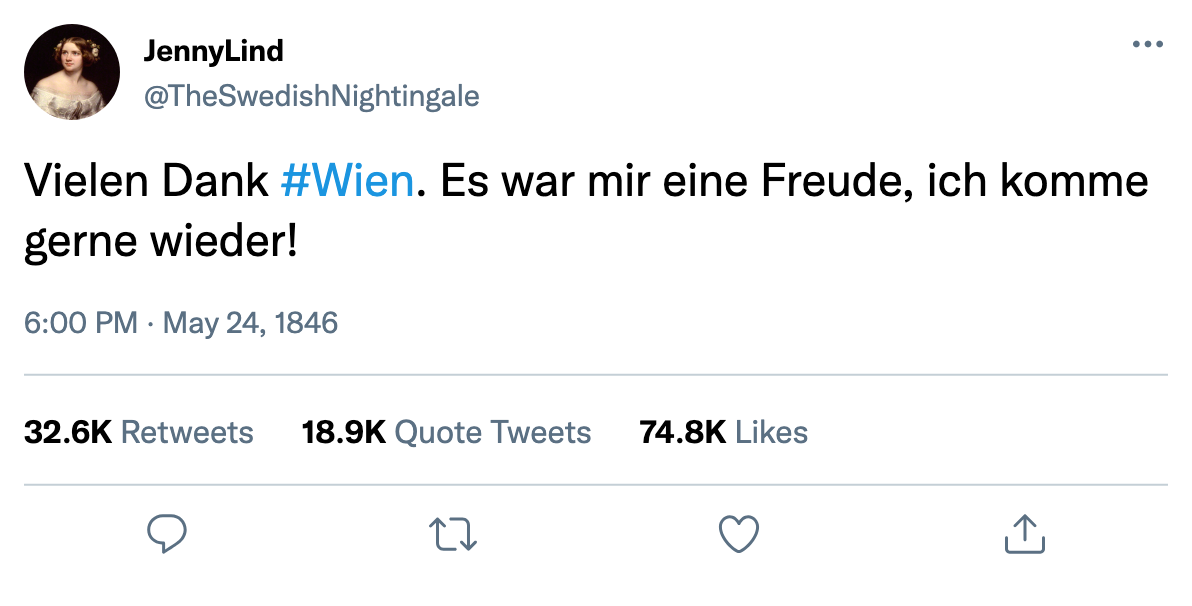 JennyLind
@TheSwedishNightingale
Vielen Dank #Wien. Es war mir eine Freude, ich komme
gerne wieder!
6:00 PM · May 24, 1846
32.6K Retweets 18.9K Quote Tweets 74.8K Likes